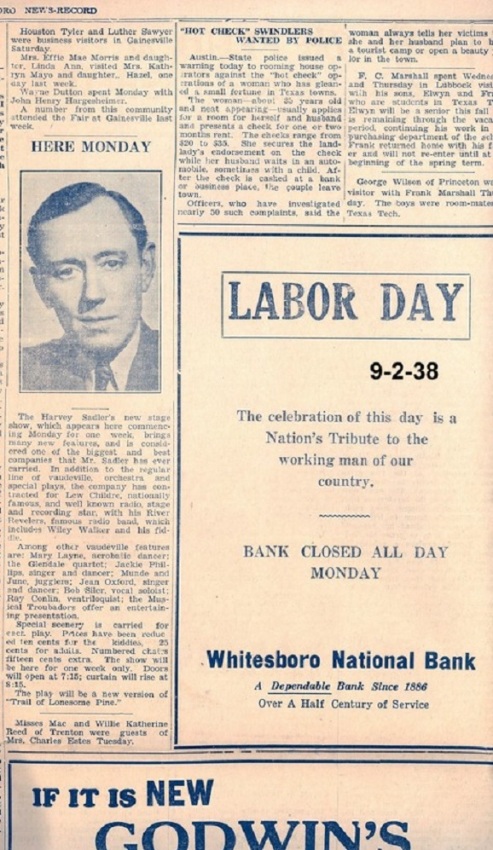 ORO NEWS-RECORD
Houston Tyler and Luther Sawyer
were business visitors in Gainesville
Saturday.
Mrs. Effie Mae Morris and daugh-
ter, Linda Ann, visited Mrs. Kath-
ryn Mayo and daughter, Hazel, one
day last week.
Wayne Dutton spent Monday with
John Henry Hargesheimer.
A number from this community
attended the Fair at Gainesville last
week.
HERE MONDAY
The Harvey Sadler's new stage
show, which appears here commenc-
ing Monday for one week, brings
many new features, and is consid-
ered one of the biggest and best
companies that Mr. Sadler has ever
carried. In addition to the regular
line of vaudeville, orchestra and
special plays, the company has con-
tracted for Lew Childre, nationally
famous, and well known radio, stage
and recording star, with his River
Revelers, famous radio band, which
includes Wiley Walker and his fid-
dle.
Among other vaudeville features
are: Mary Layne, acrobatic dancer;
the Glendale quartet; Jackie Phil-
lips, singer and dancer; Munde and
June, jugglers; Jean Oxford, singer
and dancer; Bob Siler, vocal soloist;
Ray Conlin, ventriloquist; the Mus-
ical Troubadors offer an entertain-
ing presentation.
Special scenery is carried for
each play. Prices have been reduc-
ed ten cents for the kiddies, 25
cents for adults. Numbered chairs
fifteen cents extra. The show will
be here for one week only. Doors
will open at 7:15; curtain will rise at
8:15.
The play will be a new version of
"Trail of Lonesome Pine."
Misses Mac and Willie Katherine
Reed of Trenton were guests of
Mrs. Charles Estes Tuesday.
"HOT CHECK" SWINDLERS
WANTED BY POLICE
Austin.—State police issued a
warning today to rooming house op-
erators against the "hot check" op-
erations of a woman who has glean-
ed a small fortune in Texas towns.
The woman—about 25 years old
and neat appearing—usually applies
for a room for herself and husband
and presents a check for one or two
months rent. The checks range from
$20 to $35. She secures the land-
lady's endorsement on the check
while her husband waits in an auto-
mobile, sometimes with a child. Af-
ter the check is cashed at a bank
or business place, the couple leave
town.
Officers, who have investigated
nearly 50 such complaints, said the
woman always tells her victims
she and her husband plan to
a tourist camp or open a beauty
lor in the town.
F. C. Marshall spent Wednes
and Thursday in Lubbock visit
with his sons, Elwyn and Fr
who are students in Texas T
Elwyn will be a senior this fall
is remaining through the vaca
period, continuing his work in
purchasing department of the
Frank returned home with his f
er and will not re-enter until
beginning of the spring term.
George Wilson of Princeton
visitor with Frank Marshall Thu
day. The boys were room-mates
Texas Tech.
LABOR DAY
9-2-38
The celebration of this day is a
Nation's Tribute to the
working man of our
country.
BANK CLOSED ALL DAY
MONDAY
Whitesboro National Bank
A Dependable Bank Since 1886
Over A Half Century of Service
IF IT IS NEW
GODWIN'S